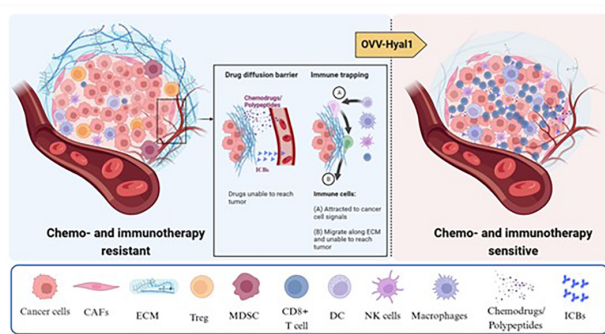 OVV-Hyal1
Drug diffusion barrier
Immune trapping
Chemodrugs/
Polypeptides
ICBs
(A)
(B)
Drugs unable to reach
tumor
Immune cells:
(A) Attracted to cancer
cell signals
(B) Migrate along ECM
and unable to reach
tumor
Chemo- and immunotherapy
resistant
Chemo- and immunotherapy
sensitive
Cancer cells
CAFs
ECM
Treg
MDSC
CD8+
T cell
DC
NK cells
Macrophages
Chemodrugs/
Polypeptides
ICBs